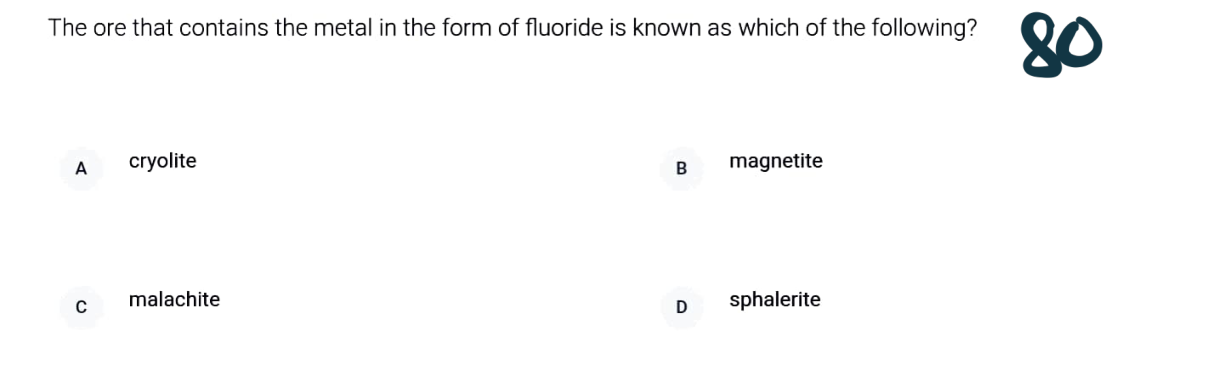 The ore that contains the metal in the form of fluoride is known as which of the following? 80
A cryolite
B magnetite
C malachite
D sphalerite